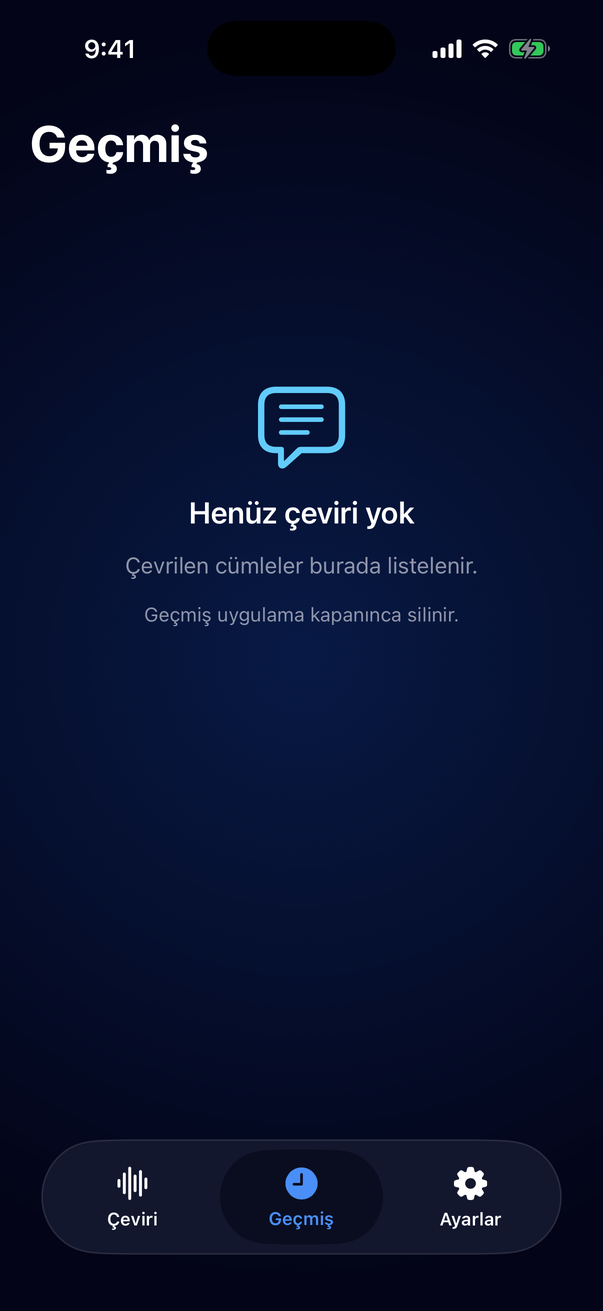 9:41
Geçmiş
Henüz çeviri yok
Çevrilen cümleler burada listelenir.
Geçmiş uygulama kapanınca silinir.
Çeviri
Geçmiş
Ayarlar